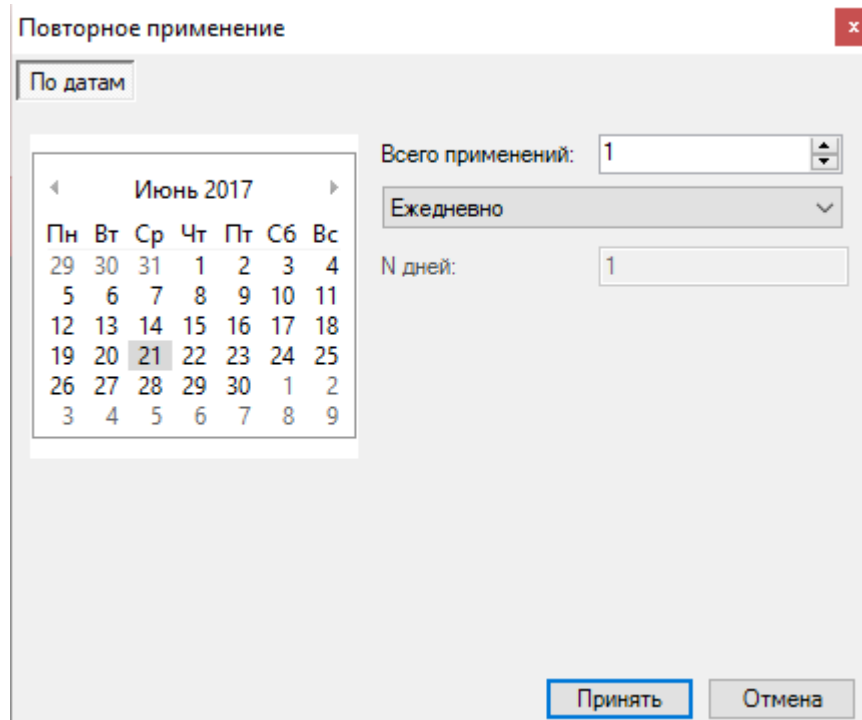 Повторное применение
x
По датам
Июнь 2017
Пн Вт Ср Чт Пт Сб Вс
29 30 31 1 2 3 4
5 6 7 8 9 10 11
12 13 14 15 16 17 18
19 20 21 22 23 24 25
26 27 28 29 30 1 2
3 4 5 6 7 8 9
Всего применений: 1
Ежедневно
N дней: 1
Принять Отмена